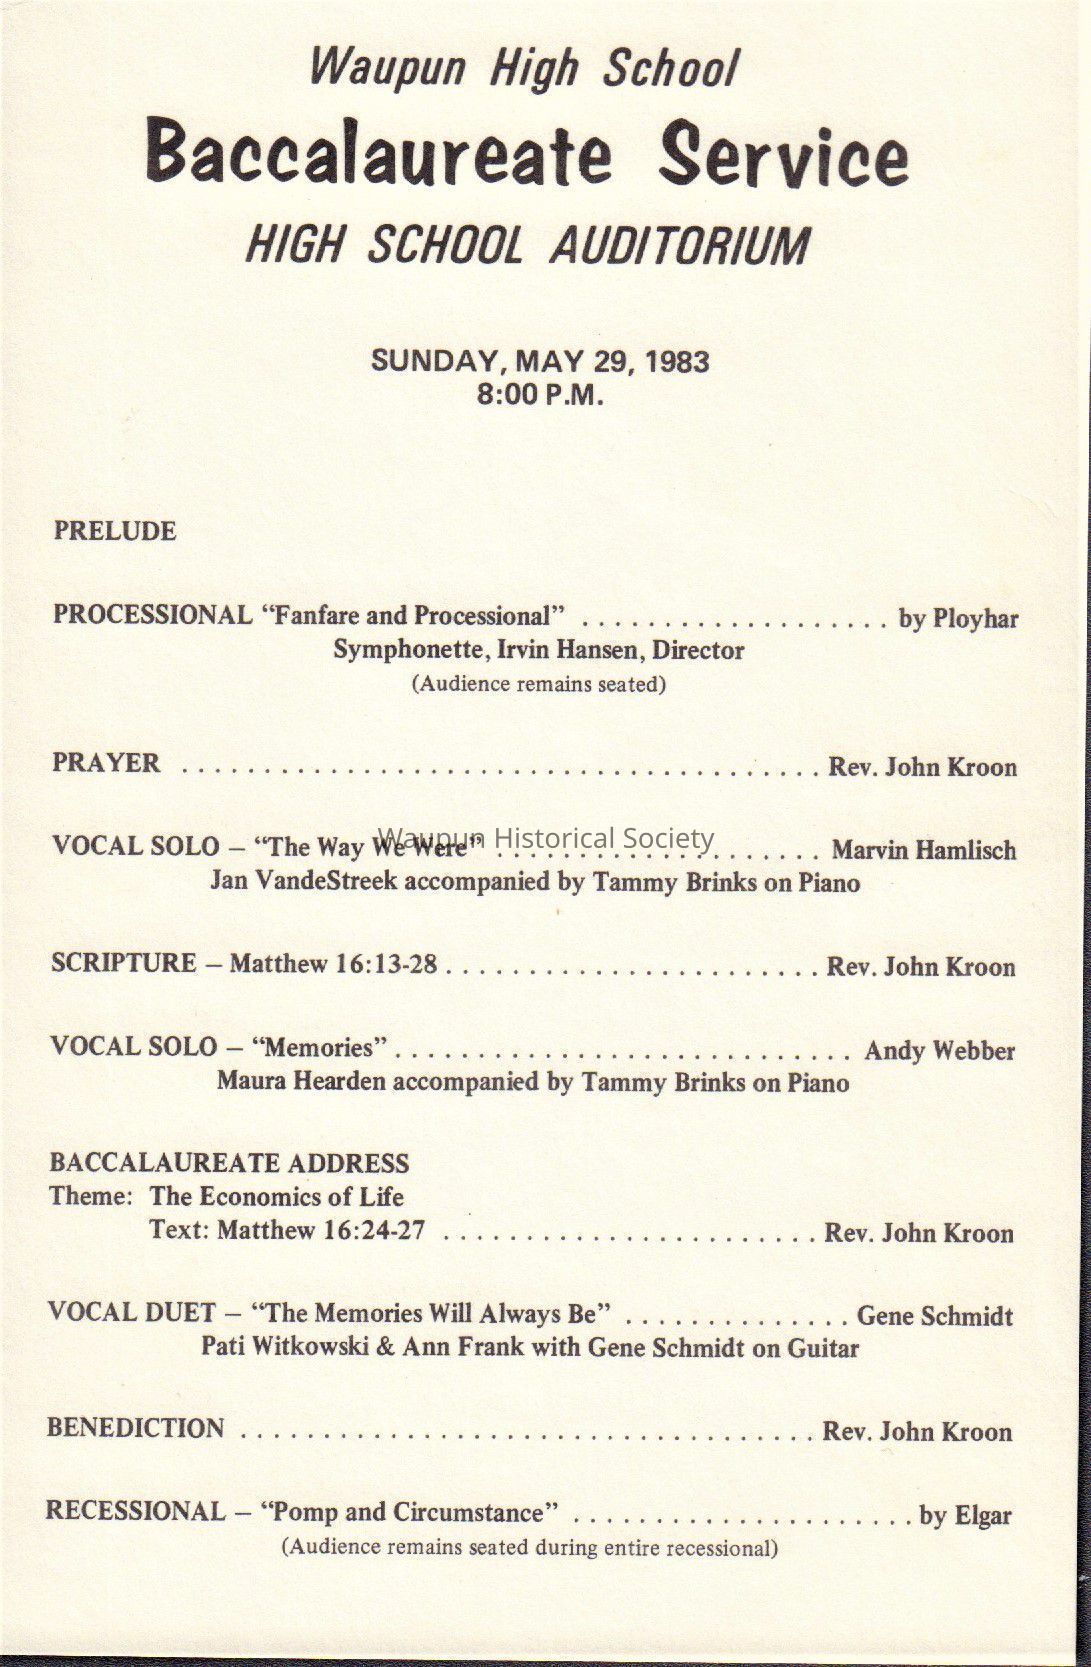 Waupun High School
Baccalaureate Service
HIGH SCHOOL AUDITORIUM
SUNDAY, MAY 29, 1983
8:00 P.M.
PRELUDE
PROCESSIONAL “Fanfare and Processional” . . . . . . . . . . . . . . . . . . . by Ployhar
Symphonette, Irvin Hansen, Director
(Audience remains seated)
PRAYER . . . . . . . . . . . . . . . . . . . . . . . . . . . . . . . . . . . . . . . Rev. John Kroon
VOCAL SOLO – “The Way We Were” . . . . . . . . . . . . . . . . . . . . Marvin Hamlisch
Waupun Historical Society
Jan VandeStreek accompanied by Tammy Brinks on Piano
SCRIPTURE – Matthew 16:13-28 . . . . . . . . . . . . . . . . . . . . . . . Rev. John Kroon
VOCAL SOLO – “Memories” . . . . . . . . . . . . . . . . . . . . . . . . . . . . Andy Webber
Maura Hearden accompanied by Tammy Brinks on Piano
BACCALAUREATE ADDRESS
Theme: The Economics of Life
Text: Matthew 16:24-27 . . . . . . . . . . . . . . . . . . . . . . . Rev. John Kroon
VOCAL DUET – “The Memories Will Always Be” . . . . . . . . . . . . . . Gene Schmidt
Pati Witkowski & Ann Frank with Gene Schmidt on Guitar
BENEDICTION . . . . . . . . . . . . . . . . . . . . . . . . . . . . . . . . . . . Rev. John Kroon
RECESSIONAL – “Pomp and Circumstance” . . . . . . . . . . . . . . . . . . . . . by Elgar
(Audience remains seated during entire recessional)